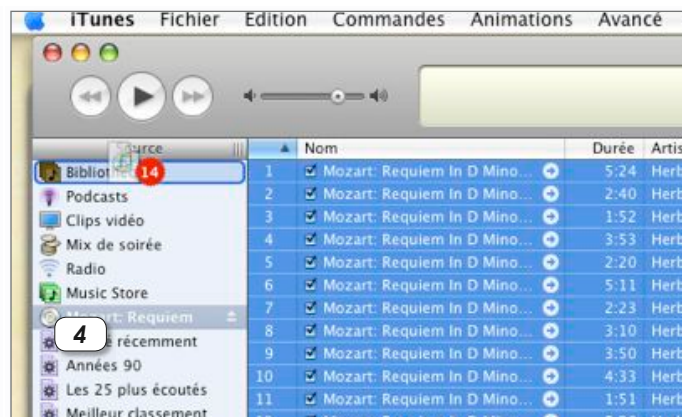 iTunes Fichier Edition Commandes Animations Avancé
Source Nom Durée Artis
Biblioth 14 1 Mozart: Requiem In D Mino... 5:24 Herb
Podcasts 2 Mozart: Requiem In D Mino... 2:40 Herb
Clips vidéo 3 Mozart: Requiem In D Mino... 1:52 Herb
Mix de soirée 4 Mozart: Requiem In D Mino... 3:53 Herb
Radio 5 Mozart: Requiem In D Mino... 2:20 Herb
Music Store 6 Mozart: Requiem In D Mino... 5:11 Herb
Mozart: Requiem 7 Mozart: Requiem In D Mino... 2:23 Herb
4 récemment 8 Mozart: Requiem In D Mino... 3:10 Herb
Années 90 9 Mozart: Requiem In D Mino... 3:50 Herb
Les 25 plus écoutés 10 Mozart: Requiem In D Mino... 4:33 Herb
Meilleur classement 11 Mozart: Requiem In D Mino... 1:51 Herb